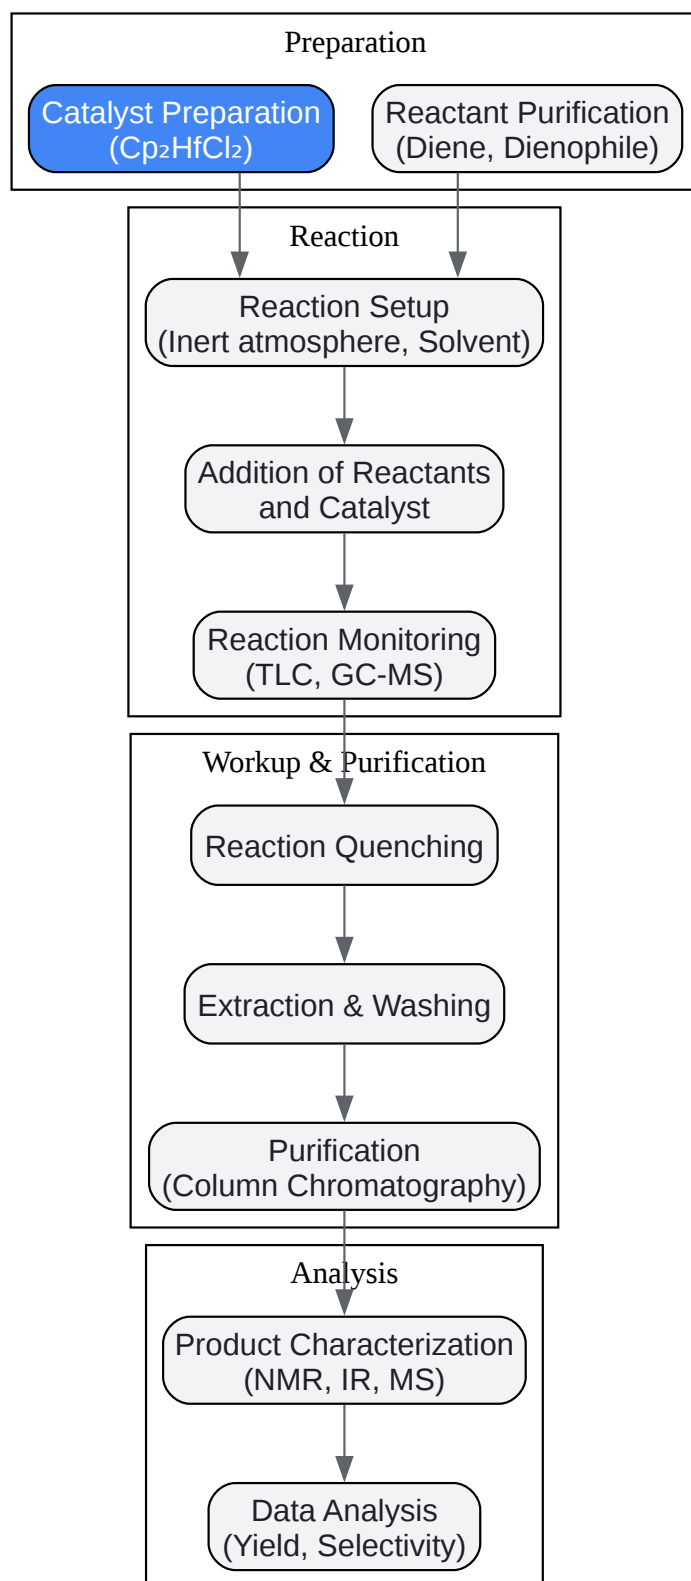 Preparation
Catalyst Preparation
(Cp₂HfCl₂)
Reactant Purification
(Diene, Dienophile)
Reaction
Reaction Setup
(Inert atmosphere, Solvent)
Addition of Reactants
and Catalyst
Reaction Monitoring
(TLC, GC-MS)
Workup & Purification
Reaction Quenching
Extraction & Washing
Purification
(Column Chromatography)
Analysis
Product Characterization
(NMR, IR, MS)
Data Analysis
(Yield, Selectivity)